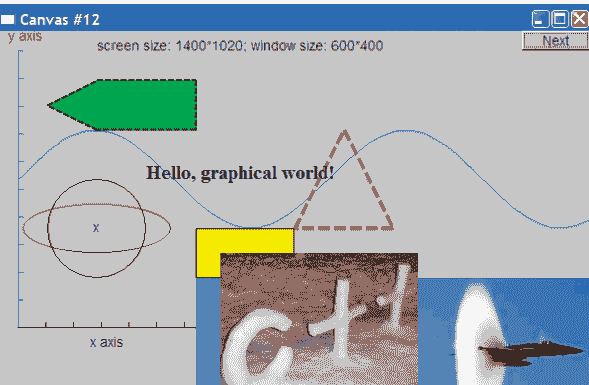 Canvas #12
y axis
screen size: 1400*1020; window size: 600*400
Next
Hello, graphical world!
x
x axis
C++